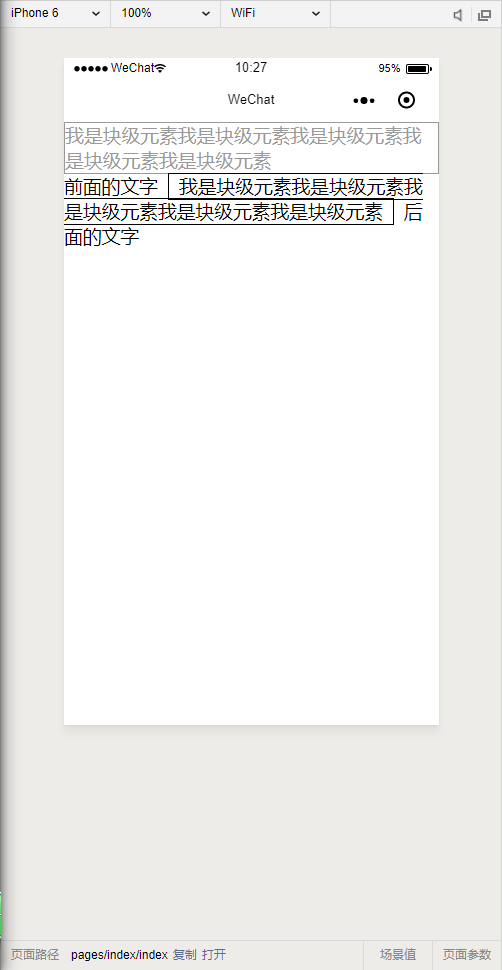 iPhone 6 100% WiFi
WeChat 10:27 95%
WeChat
我是块级元素我是块级元素我是块级元素我
是块级元素我是块级元素
前面的文字 我是块级元素我是块级元素我
是块级元素我是块级元素我是块级元素 后
面的文字
页面路径 pages/index/index 复制 打开 场景值 页面参数